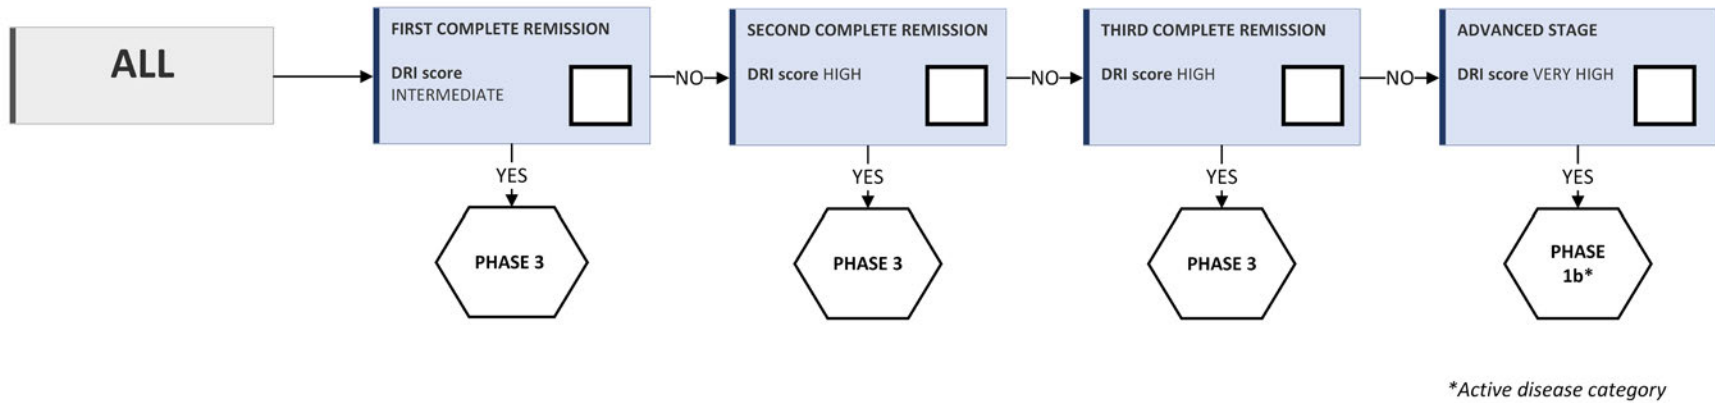 ALL
FIRST COMPLETE REMISSION
DRI score
INTERMEDIATE
NO
SECOND COMPLETE REMISSION
DRI score HIGH
NO
THIRD COMPLETE REMISSION
DRI score HIGH
NO
ADVANCED STAGE
DRI score VERY HIGH
YES
YES
YES
YES
PHASE 3
PHASE 3
PHASE 3
PHASE
1b*
*Active disease category